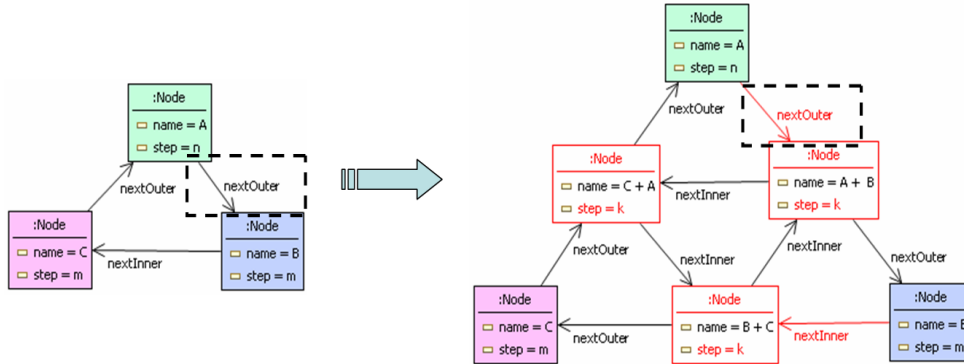 :Node
name = A
step = n
nextOuter
nextOuter
:Node
name = C
step = m
nextInner
:Node
name = B
step = m
:Node
name = A
step = n
nextOuter
nextOuter
:Node
name = C + A
step = k
nextInner
:Node
name = A + B
step = k
nextOuter
nextInner
nextInner
nextOuter
:Node
name = C
step = m
nextOuter
:Node
name = B + C
step = k
nextInner
:Node
name =
step = m